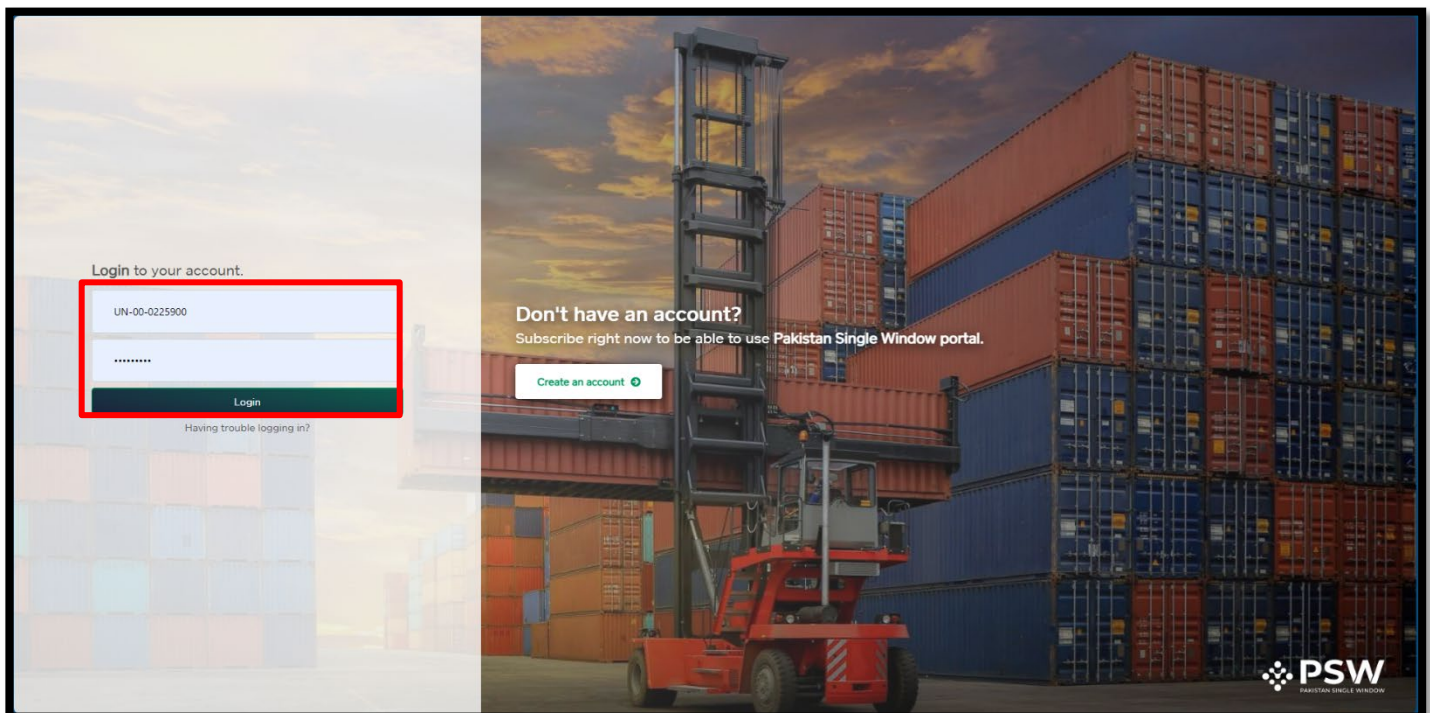 Login to your account.
UN-00-0225900
•••••••••
Login
Having trouble logging in?
Don't have an account?
Subscribe right now to be able to use Pakistan Single Window portal.
Create an account
PSW
PAKISTAN SINGLE WINDOW